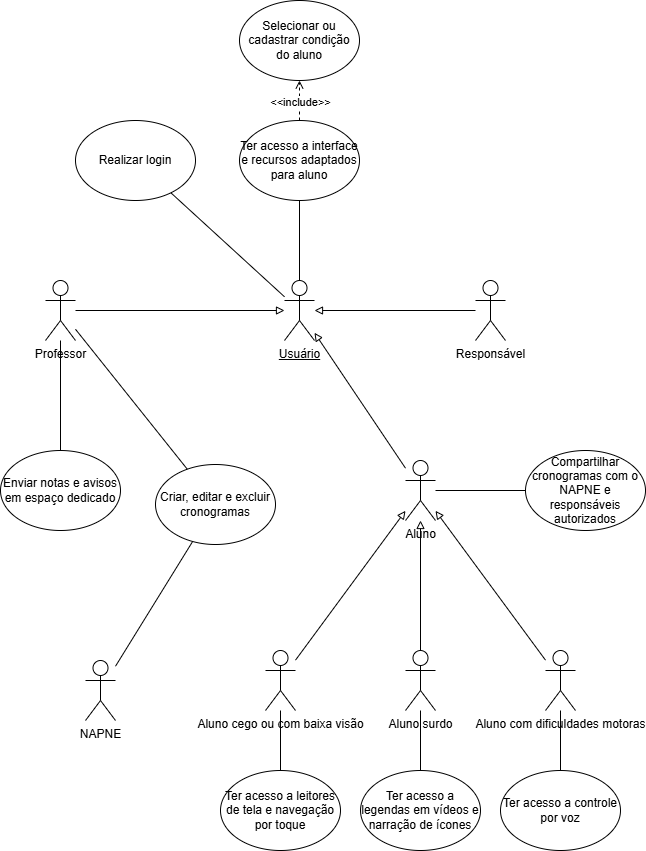 Selecionar ou
cadastrar condição
do aluno
<<include>>
Realizar login
Ter acesso a interface
e recursos adaptados
para aluno
Professor
Usuário
Responsável
Enviar notas e avisos
em espaço dedicado
Criar, editar e excluir
cronogramas
Aluno
Compartilhar
cronogramas com o
NAPNE e
responsáveis
autorizados
NAPNE
Aluno cego ou com baixa visão
Aluno surdo
Aluno com dificuldades motoras
Ter acesso a leitores
de tela e navegação
por toque
Ter acesso a
legendas em vídeos e
narração de ícones
Ter acesso a controle
por voz